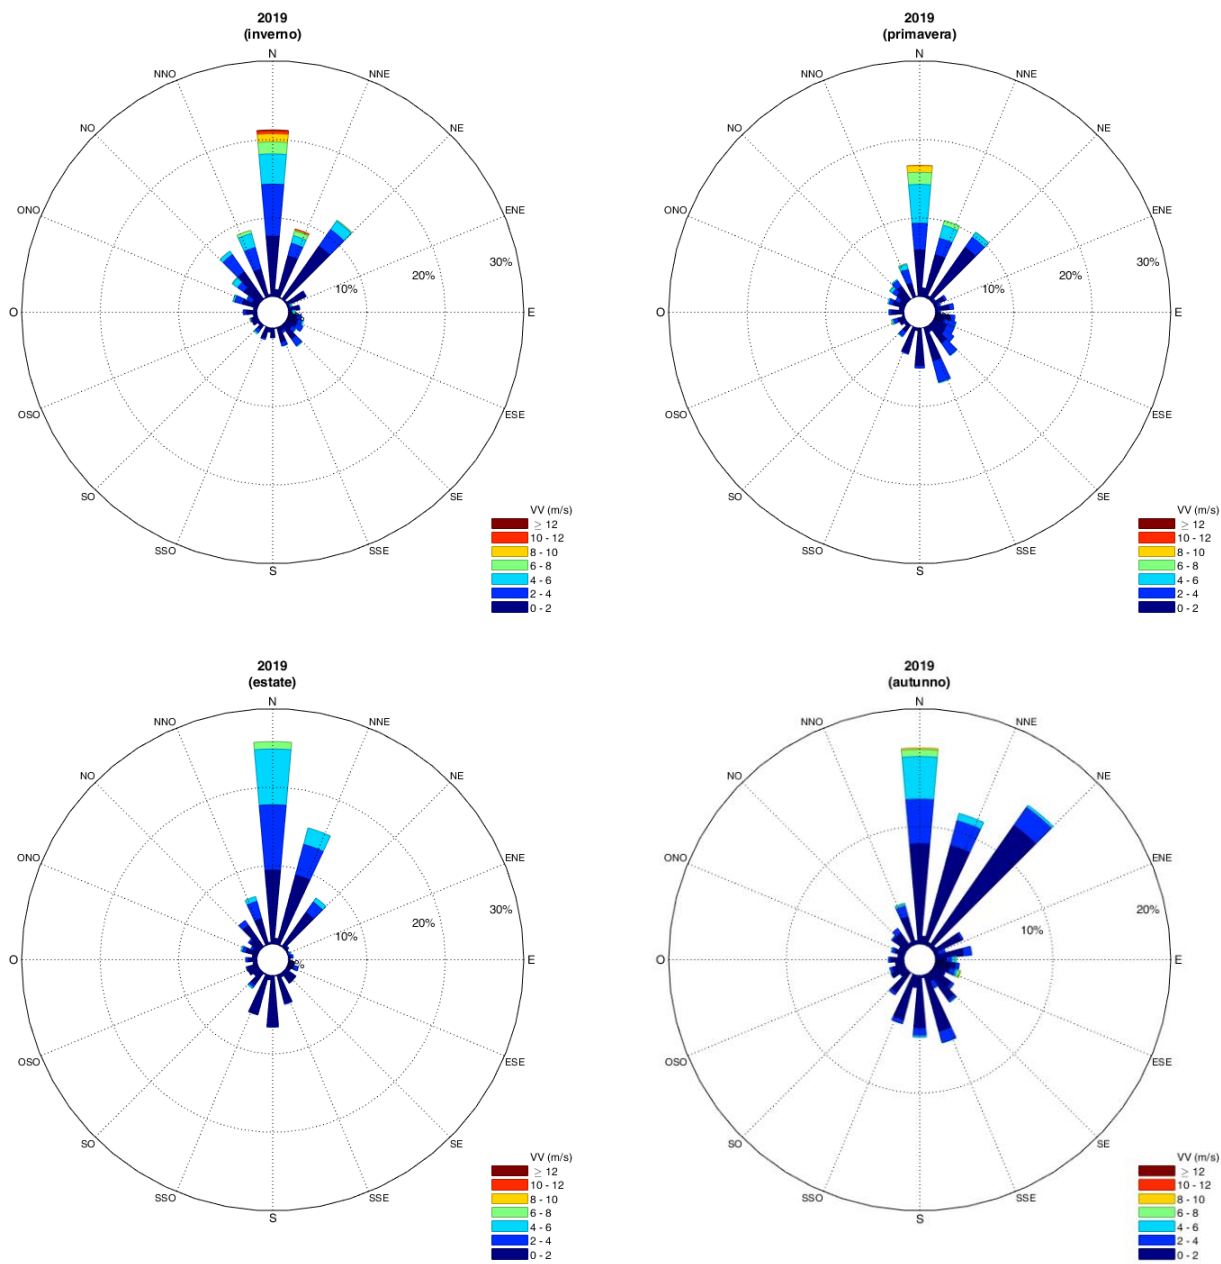 2019
(inverno)
N
NNO
NNE
NO
NE
ONO
ENE
30%
20%
10%
%
O
E
OSO
ESE
SO
SE
SSO
SSE
S
VV (m/s)
≥ 12
10 - 12
8 - 10
6 - 8
4 - 6
2 - 4
0 - 2
2019
(primavera)
N
NNO
NNE
NO
NE
ONO
ENE
30%
20%
10%
O
E
OSO
ESE
SO
SE
SSO
SSE
S
VV (m/s)
≥ 12
10 - 12
8 - 10
6 - 8
4 - 6
2 - 4
0 - 2
2019
(estate)
N
NNO
NNE
NO
NE
ONO
ENE
30%
20%
10%
%
O
E
OSO
ESE
SO
SE
SSO
SSE
S
VV (m/s)
≥ 12
10 - 12
8 - 10
6 - 8
4 - 6
2 - 4
0 - 2
2019
(autunno)
N
NNO
NNE
NO
NE
ONO
ENE
20%
10%
O
E
OSO
ESE
SO
SE
SSO
SSE
S
VV (m/s)
≥ 12
10 - 12
8 - 10
6 - 8
4 - 6
2 - 4
0 - 2